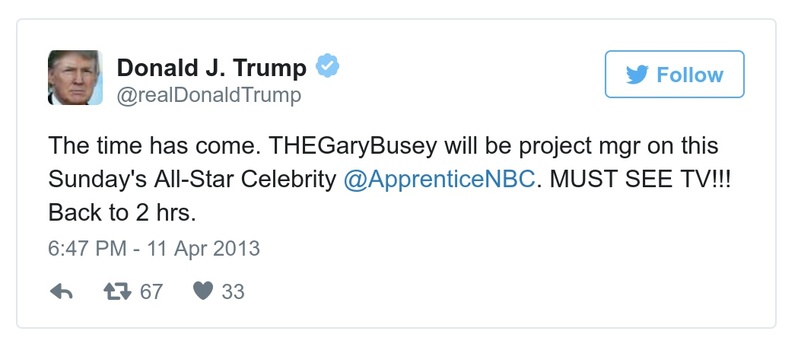 Donald J. Trump
@realDonaldTrump
Follow
The time has come. THEGaryBusey will be project mgr on this
Sunday's All-Star Celebrity @ApprenticeNBC. MUST SEE TV!!!
Back to 2 hrs.
6:47 PM - 11 Apr 2013
67 33